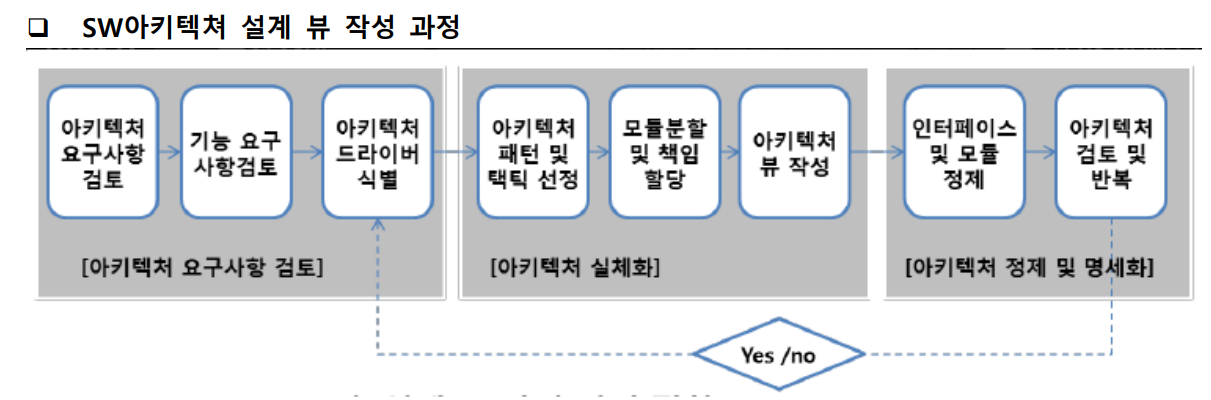 ❑ SW아키텍쳐 설계 뷰 작성 과정
아키텍처
요구사항
검토
기능 요구
사항검토
아키텍처
드라이버
식별
아키텍처
패턴 및
택틱 선정
모듈분할
및 책임
할당
아키텍처
뷰 작성
인터페이스
및 모듈
정제
아키텍처
검토 및
반복
[아키텍처 요구사항 검토]
[아키텍처 실체화]
[아키텍처 정제 및 명세화]
Yes /no